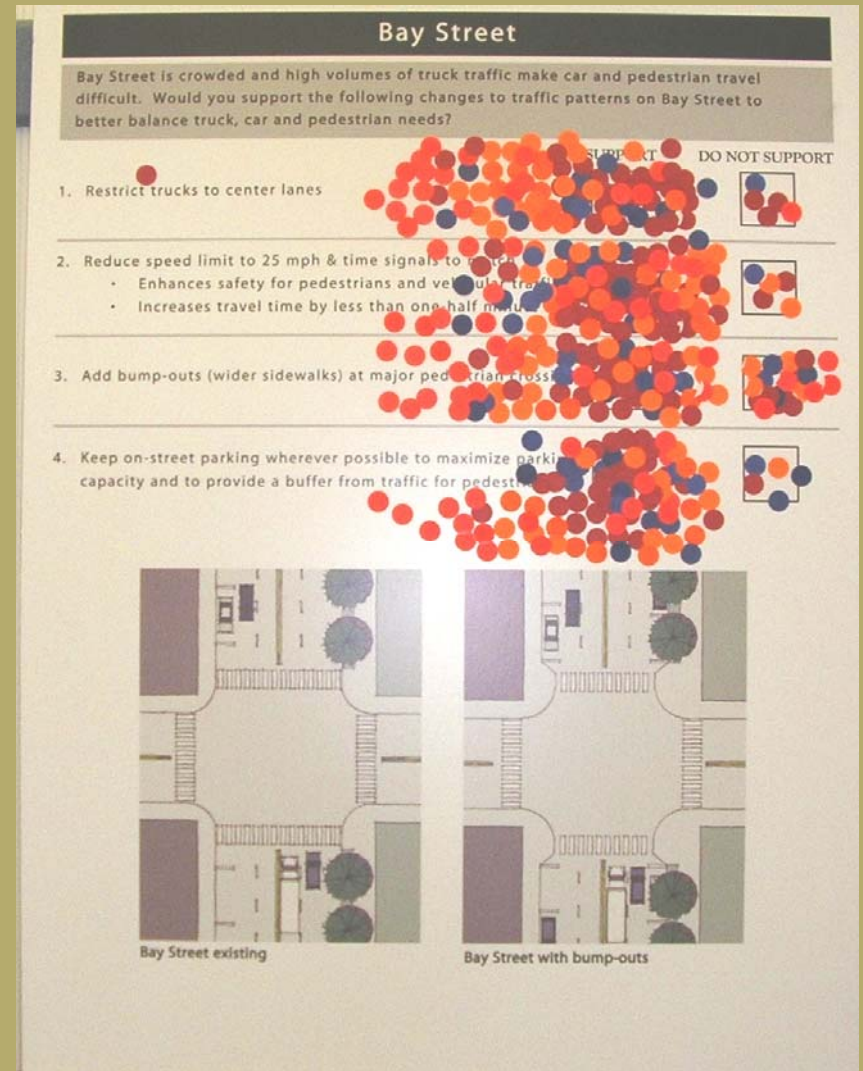 Bay Street
Bay Street is crowded and high volumes of truck traffic make car and pedestrian travel
difficult. Would you support the following changes to traffic patterns on Bay Street to
better balance truck, car and pedestrian needs?
DO NOT SUPPORT
1. Restrict trucks to center lanes
2. Reduce speed limit to 25 mph & time signals to
• Enhances safety for pedestrians and
• Increases travel time by less than one-half
3. Add bump-outs (wider sidewalks) at major
4. Keep on-street parking wherever possible to maximize
capacity and to provide a buffer from traffic for
Bay Street existing
Bay Street with bump-outs